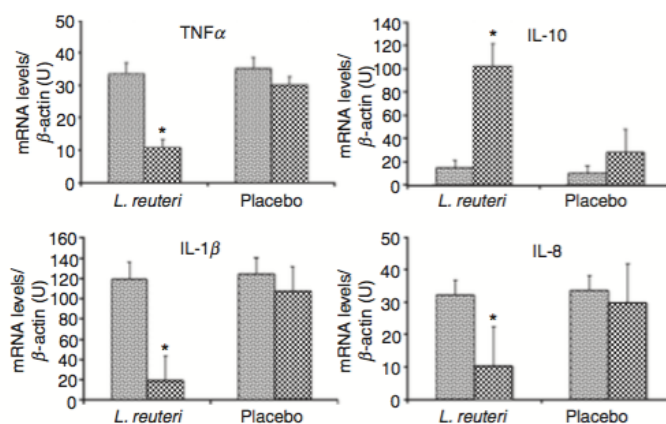 TNFα
mRNA levels/
β-actin (U)
50
40
30
20
10
0
*
L. reuteri
Placebo
IL-10
mRNA levels/
β-actin (U)
140
120
100
80
60
40
20
0
*
L. reuteri
Placebo
IL-1β
mRNA levels/
β-actin (U)
160
140
120
100
80
60
40
20
0
*
L. reuteri
Placebo
IL-8
mRNA levels/
β-actin (U)
50
40
30
20
10
0
*
L. reuteri
Placebo